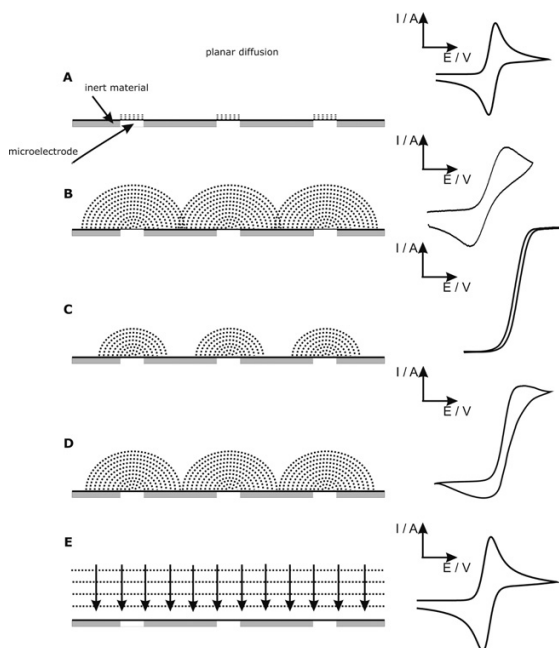 planar diffusion
I / A
E / V
A
inert material
microelectrode
I / A
E / V
B
I / A
E / V
C
I / A
E / V
D
E
I / A
E / V